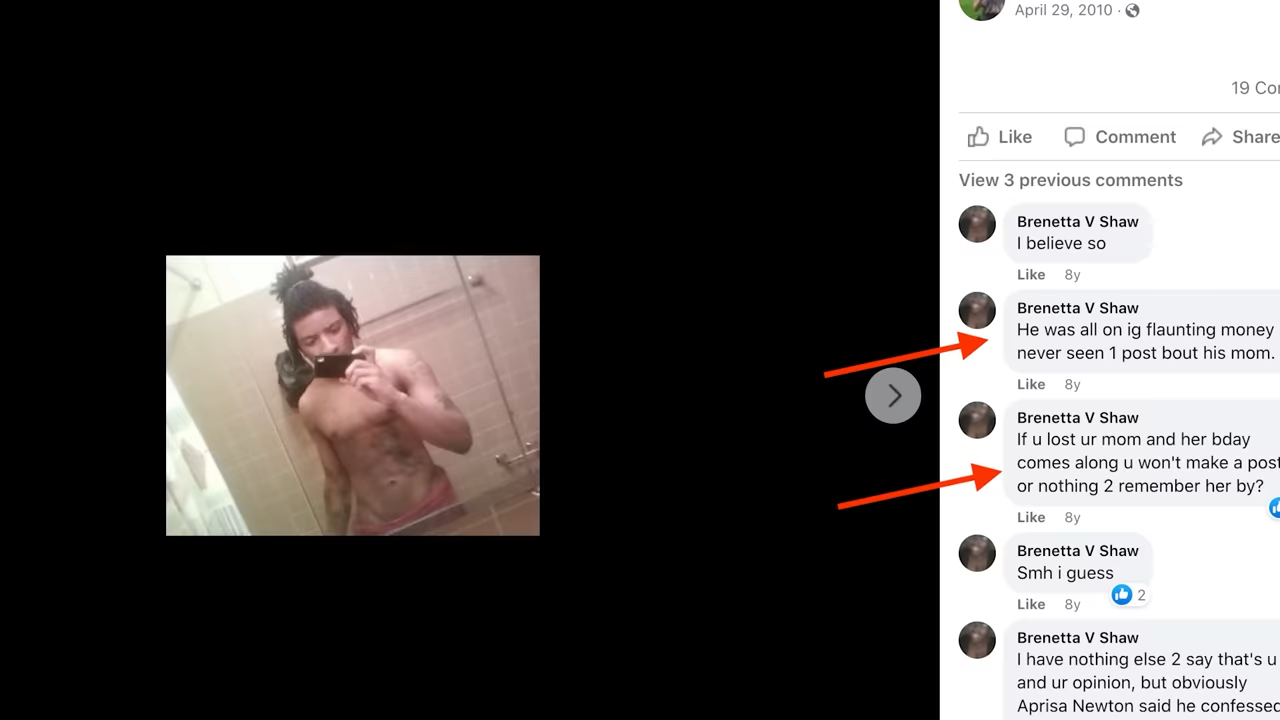 April 29, 2010 ·
19 Co
Like Comment Share
View 3 previous comments
Brenetta V Shaw
I believe so
Like 8y
Brenetta V Shaw
He was all on ig flaunting money
never seen 1 post bout his mom.
Like 8y
Brenetta V Shaw
If u lost ur mom and her bday
comes along u won't make a post
or nothing 2 remember her by?
Like 8y
Brenetta V Shaw
Smh i guess
2
Like 8y
Brenetta V Shaw
I have nothing else 2 say that's u
and ur opinion, but obviously
Aprisa Newton said he confessed